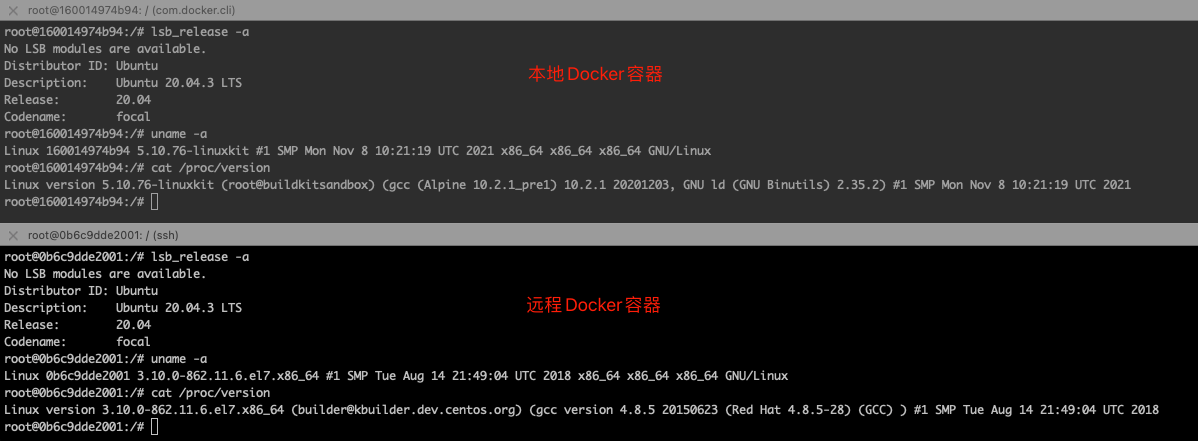 root@160014974b94: / (com.docker.cli)
root@160014974b94:/# lsb_release -a
No LSB modules are available.
Distributor ID: Ubuntu
Description:    Ubuntu 20.04.3 LTS
本地Docker容器
Release:        20.04
Codename:       focal
root@160014974b94:/# uname -a
Linux 160014974b94 5.10.76-linuxkit #1 SMP Mon Nov 8 10:21:19 UTC 2021 x86_64 x86_64 x86_64 GNU/Linux
root@160014974b94:/# cat /proc/version
Linux version 5.10.76-linuxkit (root@buildkitsandbox) (gcc (Alpine 10.2.1_pre1) 10.2.1 20201203, GNU ld (GNU Binutils) 2.35.2) #1 SMP Mon Nov 8 10:21:19 UTC 2021
root@160014974b94:/#
root@0b6c9dde2001: / (ssh)
root@0b6c9dde2001:/# lsb_release -a
No LSB modules are available.
Distributor ID: Ubuntu
Description:    Ubuntu 20.04.3 LTS
远程Docker容器
Release:        20.04
Codename:       focal
root@0b6c9dde2001:/# uname -a
Linux 0b6c9dde2001 3.10.0-862.11.6.el7.x86_64 #1 SMP Tue Aug 14 21:49:04 UTC 2018 x86_64 x86_64 x86_64 GNU/Linux
root@0b6c9dde2001:/# cat /proc/version
Linux version 3.10.0-862.11.6.el7.x86_64 (builder@kbuilder.dev.centos.org) (gcc version 4.8.5 20150623 (Red Hat 4.8.5-28) (GCC) ) #1 SMP Tue Aug 14 21:49:04 UTC 2018
root@0b6c9dde2001:/#